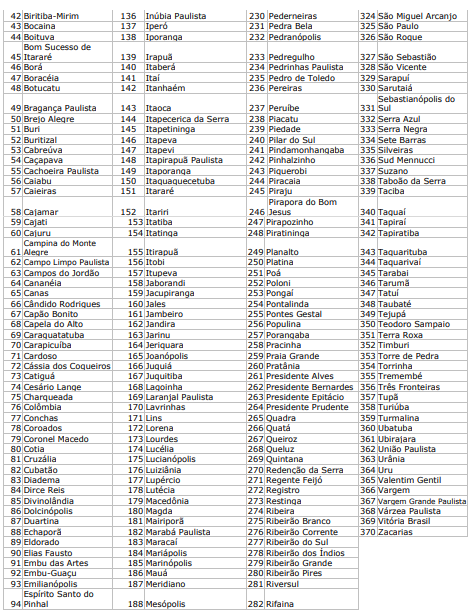 42 Biritiba-Mirim 136 Inúbia Paulista 230 Pederneiras 324 São Miguel Arcanjo
43 Bocaina 137 Iperó 231 Pedra Bela 325 São Paulo
44 Boituva 138 Iporanga 232 Pedranópolis 326 São Roque
Bom Sucesso de
45 Itararé 139 Irapuã 233 Pedregulho 327 São Sebastião
46 Borá 140 Itaberá 234 Pedrinhas Paulista 328 São Vicente
47 Boracéia 141 Itaí 235 Pedro de Toledo 329 Sarapuí
48 Botucatu 142 Itanhaém 236 Pereiras 330 Sarutaiá
Sebastianópolis do
49 Bragança Paulista 143 Itaoca 237 Peruíbe 331 Sul
50 Brejo Alegre 144 Itapecerica da Serra 238 Piacatu 332 Serra Azul
51 Buri 145 Itapetininga 239 Piedade 333 Serra Negra
52 Buritizal 146 Itapeva 240 Pilar do Sul 334 Sete Barras
53 Cabreúva 147 Itapevi 241 Pindamonhangaba 335 Silveiras
54 Caçapava 148 Itapirapuã Paulista 242 Pinhalzinho 336 Sud Mennucci
55 Cachoeira Paulista 149 Itaporanga 243 Piquerobi 337 Suzano
56 Caiabu 150 Itaquaquecetuba 244 Piracaia 338 Taboão da Serra
57 Caieiras 151 Itararé 245 Piraju 339 Taciba
Pirapora do Bom
58 Cajamar 152 Itariri 246 Jesus 340 Taquaí
59 Cajati 153 Itatiba 247 Pirapozinho 341 Tapiraí
60 Cajuru 154 Itatinga 248 Piratininga 342 Tapiratiba
Campina do Monte
61 Alegre 155 Itirapuã 249 Planalto 343 Taquarituba
62 Campo Limpo Paulista 156 Itobi 250 Platina 344 Taquarivaí
63 Campos do Jordão 157 Itupeva 251 Poá 345 Tarabai
64 Cananéia 158 Jaborandi 252 Poloni 346 Tarumã
65 Canas 159 Jacupiranga 253 Pongaí 347 Tatuí
66 Cândido Rodrigues 160 Jales 254 Pontalinda 348 Taubaté
67 Capão Bonito 161 Jambeiro 255 Pontes Gestal 349 Tejupá
68 Capela do Alto 162 Jandira 256 Populina 350 Teodoro Sampaio
69 Caraguatatuba 163 Jarinu 257 Porangaba 351 Terra Roxa
70 Carapicuíba 164 Jeriquara 258 Pracinha 352 Timburi
71 Cardoso 165 Joanópolis 259 Praia Grande 353 Torre de Pedra
72 Cássia dos Coqueiros 166 Juquiá 260 Pratânia 354 Torrinha
73 Catiguá 167 Juquitiba 261 Presidente Alves 355 Tremembé
74 Cesário Lange 168 Lagoinha 262 Presidente Bernardes 356 Três Fronteiras
75 Charqueada 169 Laranjal Paulista 263 Presidente Epitácio 357 Tupã
76 Colômbia 170 Lavrinhas 264 Presidente Prudente 358 Turiúba
77 Conchas 171 Lins 265 Quadra 359 Turmalina
78 Coroados 172 Lorena 266 Quatá 360 Ubatuba
79 Coronel Macedo 173 Lourdes 267 Queiroz 361 Ubirajara
80 Cotia 174 Lucélia 268 Queluz 362 União Paulista
81 Cruzália 175 Lucianópolis 269 Quintana 363 Urânia
82 Cubatão 176 Luiziânia 270 Redenção da Serra 364 Uru
83 Diadema 177 Lupércio 271 Regente Feijó 365 Valentim Gentil
84 Dirce Reis 178 Lutécia 272 Registro 366 Vargem
85 Divinolândia 179 Macedônia 273 Restinga 367 Vargem Grande Paulista
86 Dolcinópolis 180 Magda 274 Ribeira 368 Várzea Paulista
87 Duartina 181 Mairiporã 275 Ribeirão Branco 369 Vitória Brasil
88 Echaporã 182 Marabá Paulista 276 Ribeirão Corrente 370 Zacarias
89 Eldorado 183 Maracaí 277 Ribeirão do Sul
90 Elias Fausto 184 Mariápolis 278 Ribeirão dos Índios
91 Embu das Artes 185 Marinópolis 279 Ribeirão Grande
92 Embu-Guaçu 186 Mauá 280 Ribeirão Pires
93 Emilianópolis 187 Meridiano 281 Riversul
Espírito Santo do
94 Pinhal 188 Mesópolis 282 Rifaina